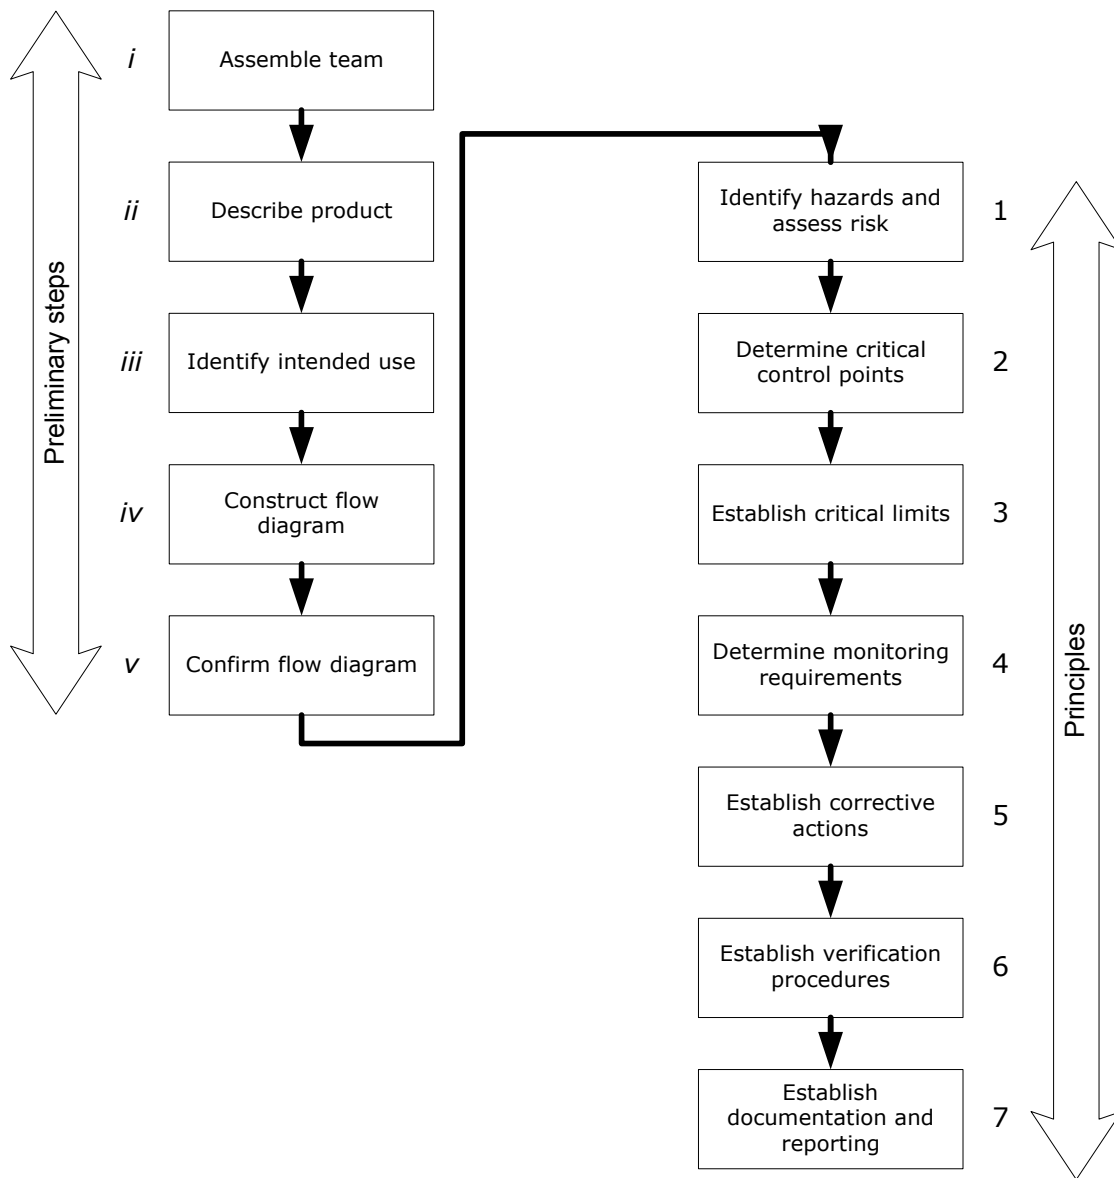 Preliminary steps
i
Assemble team
ii
Describe product
iii
Identify intended use
iv
Construct flow
diagram
v
Confirm flow diagram
Identify hazards and
assess risk
1
Determine critical
control points
2
Establish critical limits
3
Determine monitoring
requirements
4
Establish corrective
actions
5
Establish verification
procedures
6
Establish
documentation and
reporting
7
Principles